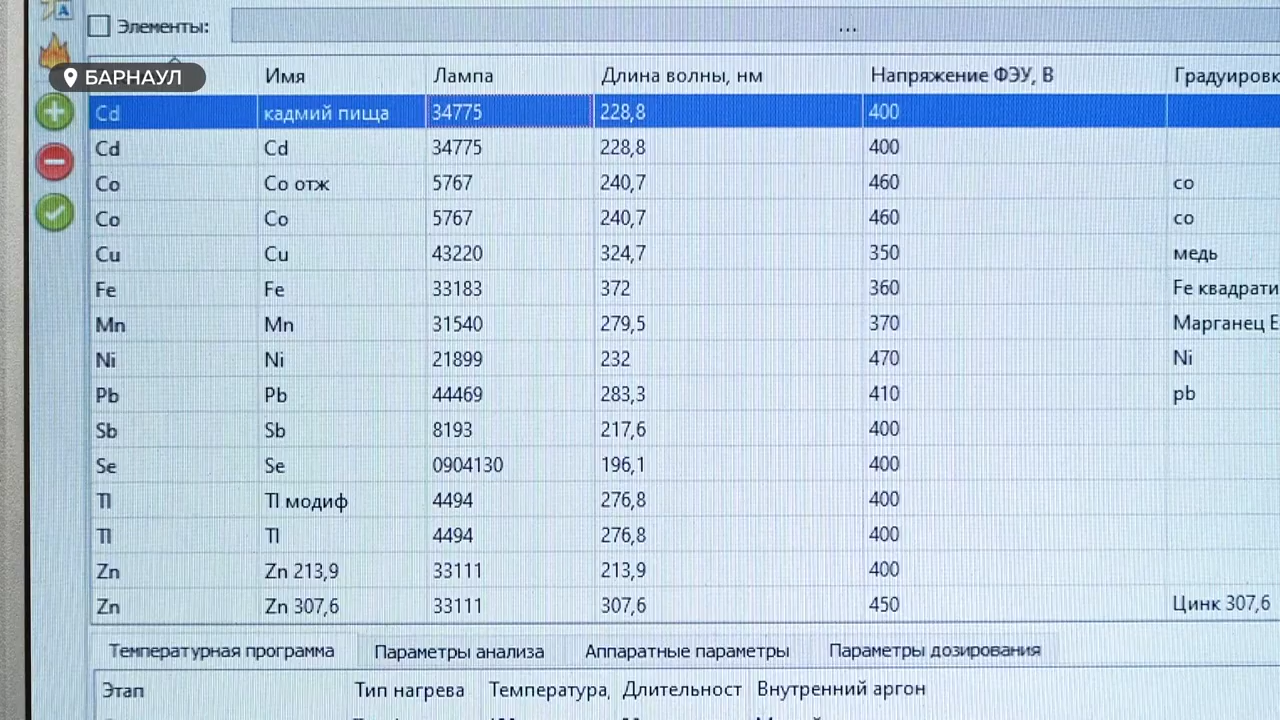 Элементы:
...
БАРНАУЛ
Имя Лампа Длина волны, нм Напряжение ФЭУ, В Градуировк
Cd кадмий пища 34775 228,8 400
Cd Cd 34775 228,8 400
Co Co отж 5767 240,7 460 co
Co Co 5767 240,7 460 co
Cu Cu 43220 324,7 350 медь
Fe Fe 33183 372 360 Fe квадрати
Mn Mn 31540 279,5 370 Марганец Е
Ni Ni 21899 232 470 Ni
Pb Pb 44469 283,3 410 pb
Sb Sb 8193 217,6 400
Se Se 0904130 196,1 400
Tl Tl модиф 4494 276,8 400
Tl Tl 4494 276,8 400
Zn Zn 213,9 33111 213,9 400
Zn Zn 307,6 33111 307,6 450 Цинк 307,6
Температурная программа Параметры анализа Аппаратные параметры Параметры дозирования
Этап Тип нагрева Температура, Длительност Внутренний аргон